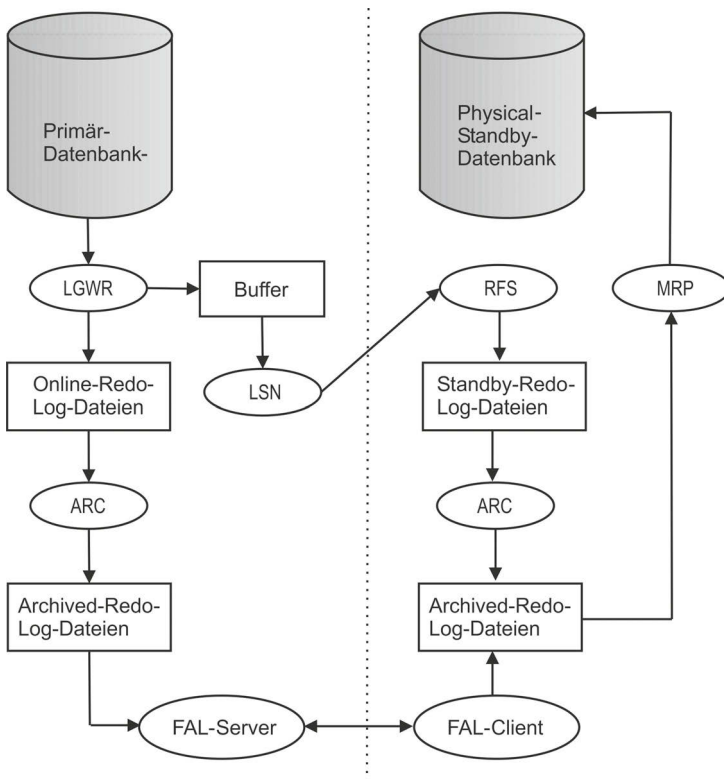 Primär-
Datenbank-
Physical-
Standby-
Datenbank
LGWR
Buffer
RFS
MRP
Online-Redo-
Log-Dateien
LSN
Standby-Redo-
Log-Dateien
ARC
ARC
Archived-Redo-
Log-Dateien
Archived-Redo-
Log-Dateien
FAL-Server
FAL-Client